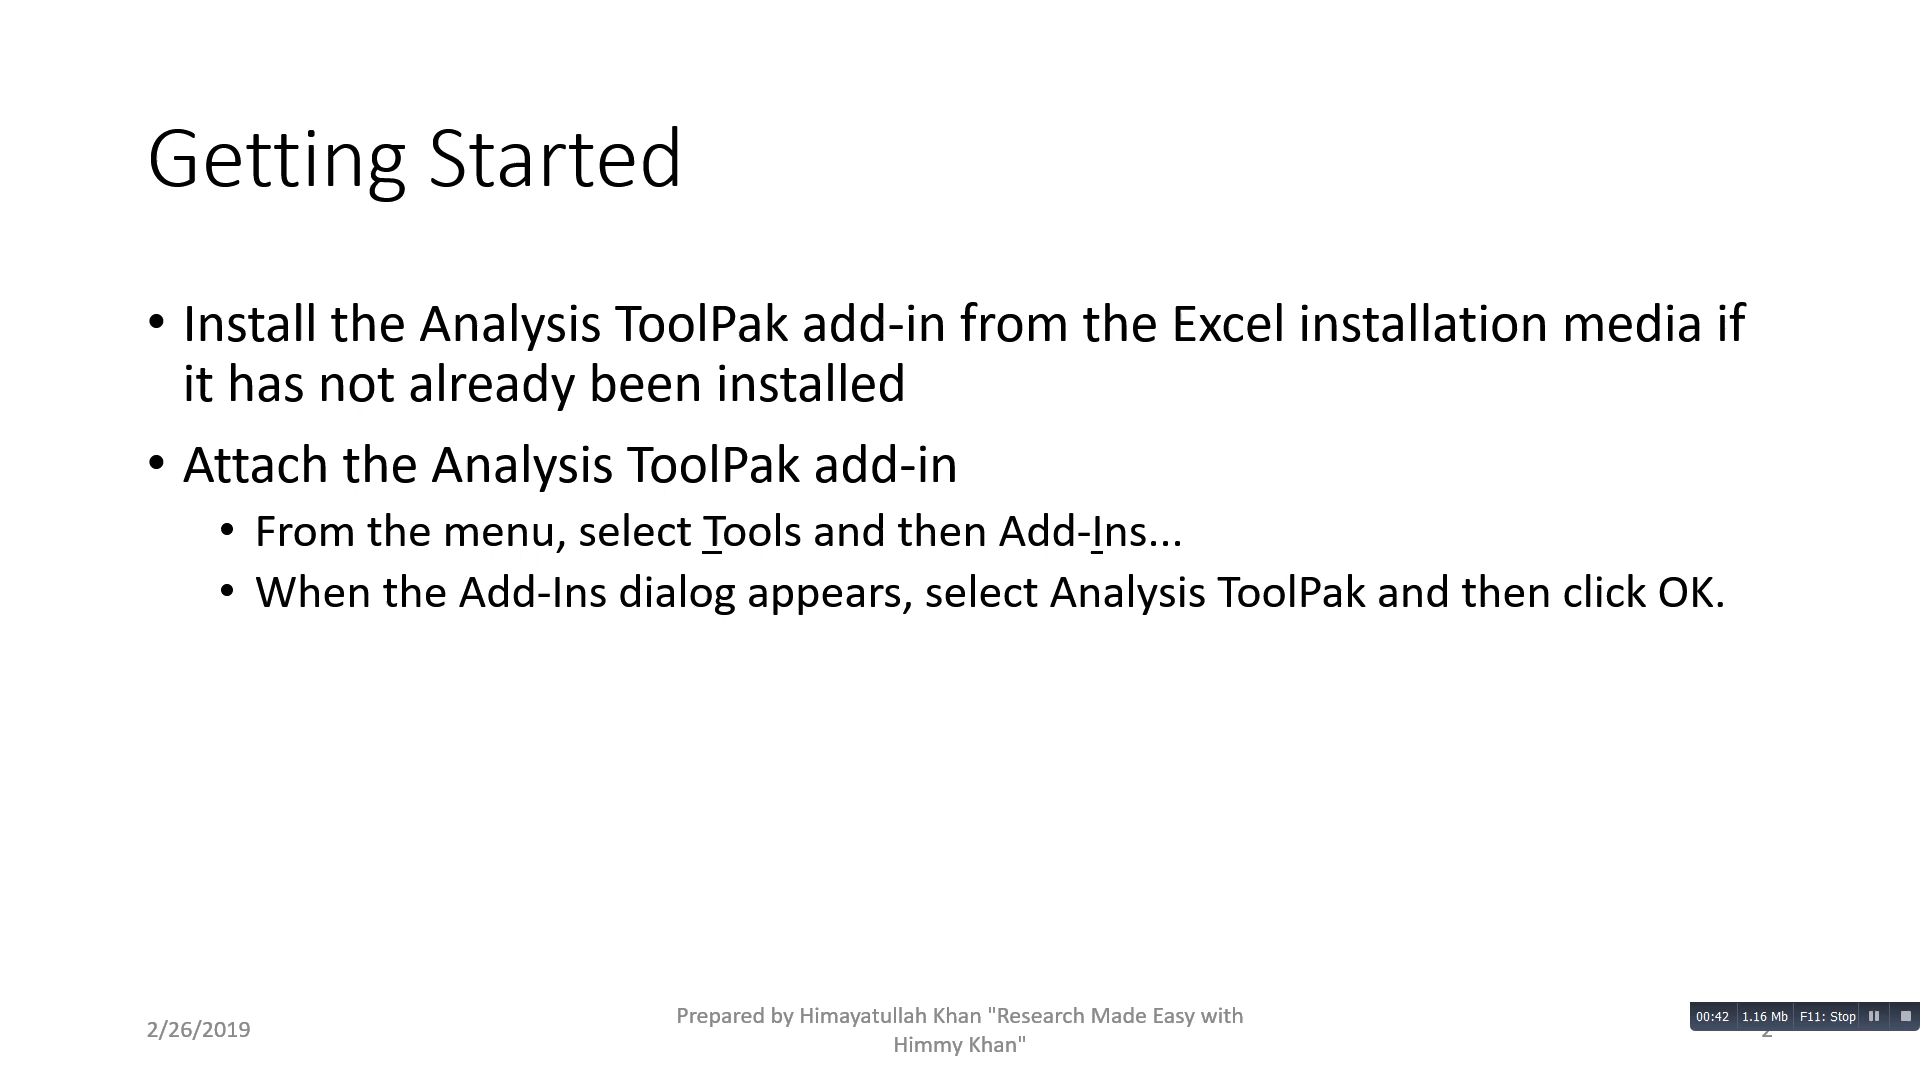 Getting Started
• Install the Analysis ToolPak add-in from the Excel installation media if
it has not already been installed
• Attach the Analysis ToolPak add-in
• From the menu, select Tools and then Add-Ins...
• When the Add-Ins dialog appears, select Analysis ToolPak and then click OK.
2/26/2019
Prepared by Himayatullah Khan "Research Made Easy with
Himmy Khan"
00:42 1.16 Mb F11: Stop
2